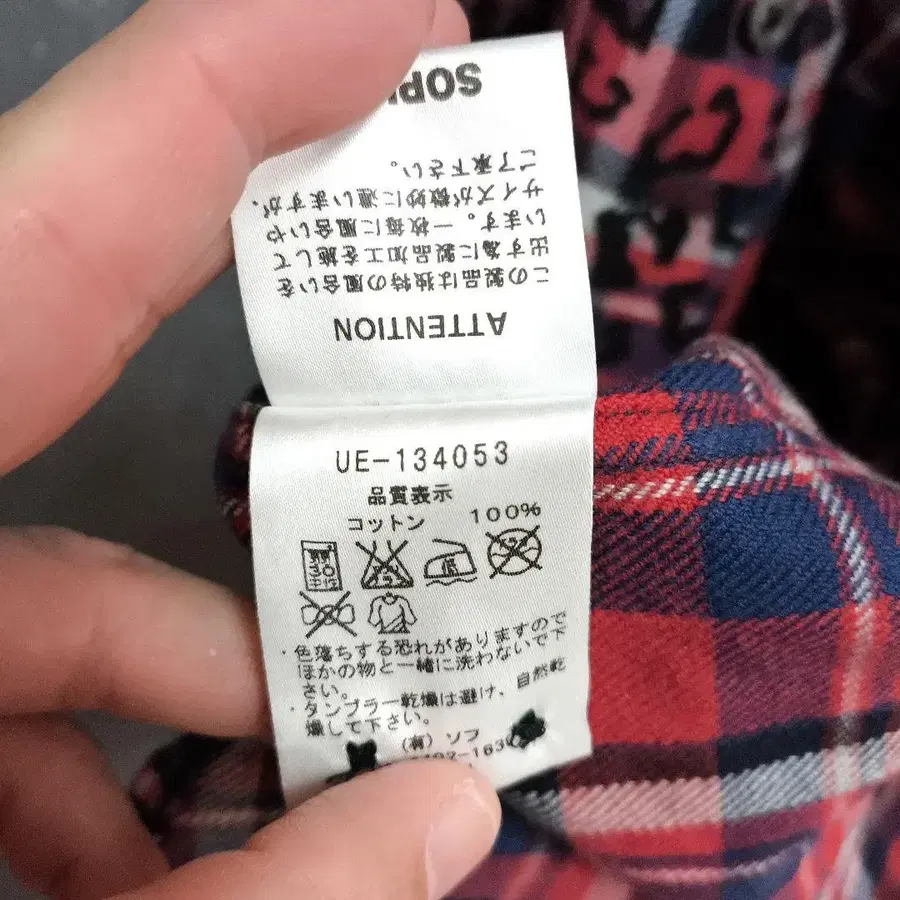 ATTENTION
この製品は独特の風合いを
出す為に製品加工を施して
います。一枚毎に風合いや
サイズが微妙に違いますが、
ご了承下さい。
SOPH
UE-134053
品質表示
コットン 100%
・色落ちする恐れがありますので
ほかの物と一緒に洗わないで下
さい。
・タンブラー乾燥は避け、自然乾
燥して下さい。
(有) ソフ